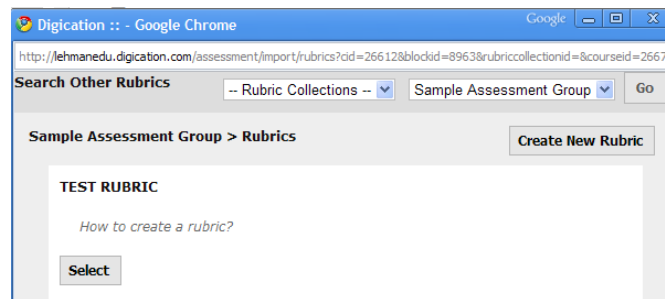 Digication :: - Google Chrome
Google
http://lehmanedu.digication.com/assessment/import/rubrics?cid=26612&blockid=8963&rubriccollectionid=&courseid=2667
Search Other Rubrics -- Rubric Collections -- Sample Assessment Group Go
Sample Assessment Group > Rubrics Create New Rubric
TEST RUBRIC
How to create a rubric?
Select